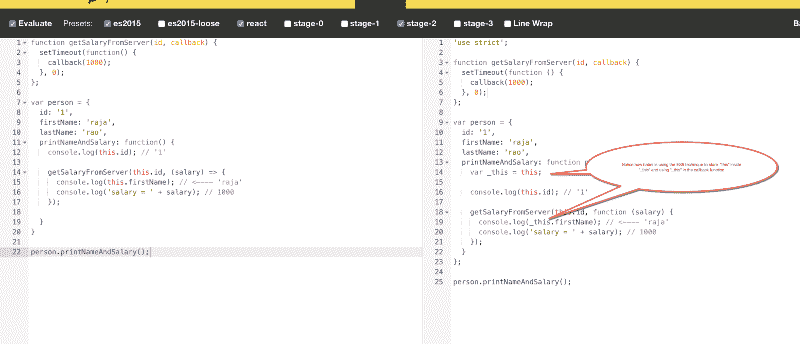 Evaluate Presets: es2015 es2015-loose react stage-0 stage-1 stage-2 stage-3 Line Wrap Ba
1 function getSalaryFromServer(id, callback) {
2 setTimeout(function() {
3 callback(1000);
4 }, 0);
5 };
6
7 var person = {
8 id: '1',
9 firstName: 'raja',
10 lastName: 'rao',
11 printNameAndSalary: function() {
12 console.log(this.id); // '1'
13
14 getSalaryFromServer(this.id, (salary) => {
15 console.log(this.firstName); // <---- 'raja'
16 console.log('salary = ' + salary); // 1000
17 });
18
19 }
20 }
21
22 person.printNameAndSalary();
1 'use strict';
2
3 function getSalaryFromServer(id, callback) {
4 setTimeout(function () {
5 callback(1000);
6 }, 0);
7 };
8
9 var person = {
10 id: '1',
11 firstName: 'raja',
12 lastName: 'rao',
13 printNameAndSalary: function
14 var _this = this;
15
16 console.log(this.id); // '1'
17
18 getSalaryFromServer(this.id, function (salary) {
19 console.log(_this.firstName); // <---- 'raja'
20 console.log('salary = ' + salary); // 1000
21 });
22 }
23 };
24
25 person.printNameAndSalary();